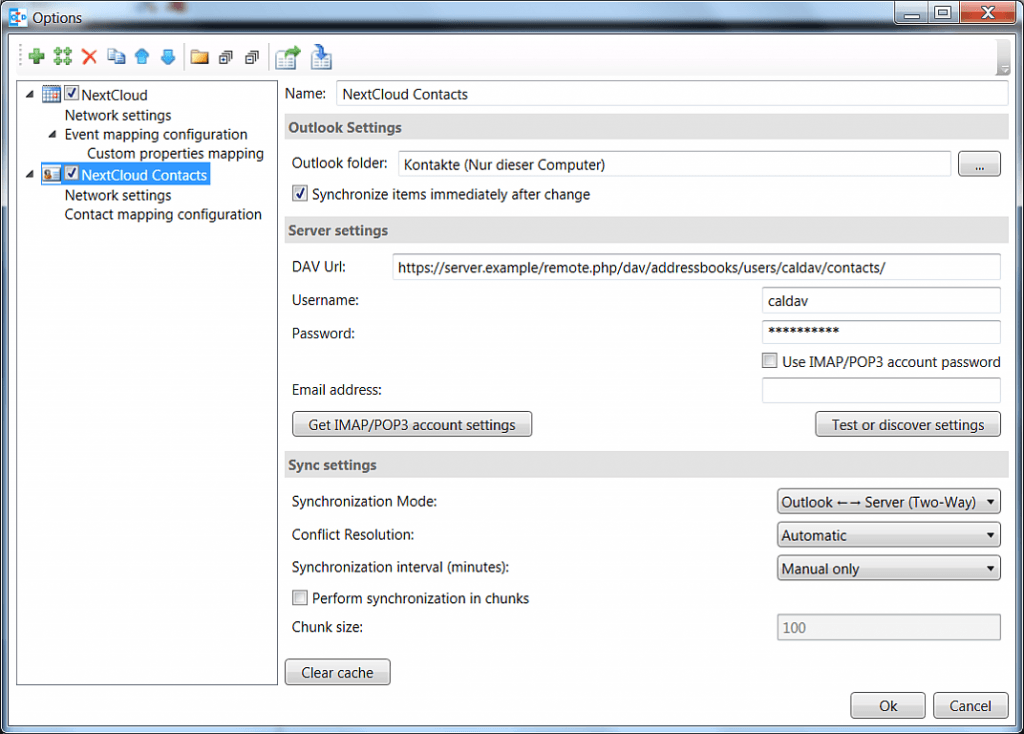 Options
NextCloud
Network settings
Event mapping configuration
Custom properties mapping
NextCloud Contacts
Network settings
Contact mapping configuration
Name: NextCloud Contacts
Outlook Settings
Outlook folder: Kontakte (Nur dieser Computer) ...
Synchronize items immediately after change
Server settings
DAV Url: https://server.example/remote.php/dav/addressbooks/users/caldav/contacts/
Username: caldav
Password: **********
Use IMAP/POP3 account password
Email address:
Get IMAP/POP3 account settings Test or discover settings
Sync settings
Synchronization Mode: Outlook ←→ Server (Two-Way)
Conflict Resolution: Automatic
Synchronization interval (minutes): Manual only
Perform synchronization in chunks
Chunk size: 100
Clear cache
Ok Cancel